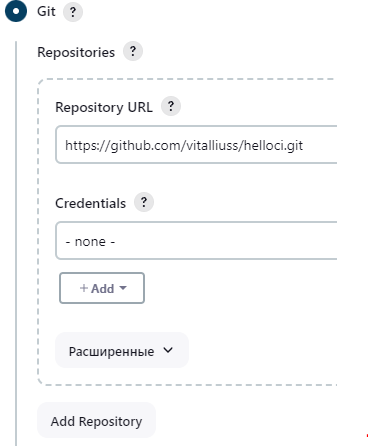 Git ?
Repositories ?
Repository URL ?
https://github.com/vitalliuss/helloci.git
Credentials ?
- none -
+Add
Расширенные
Add Repository